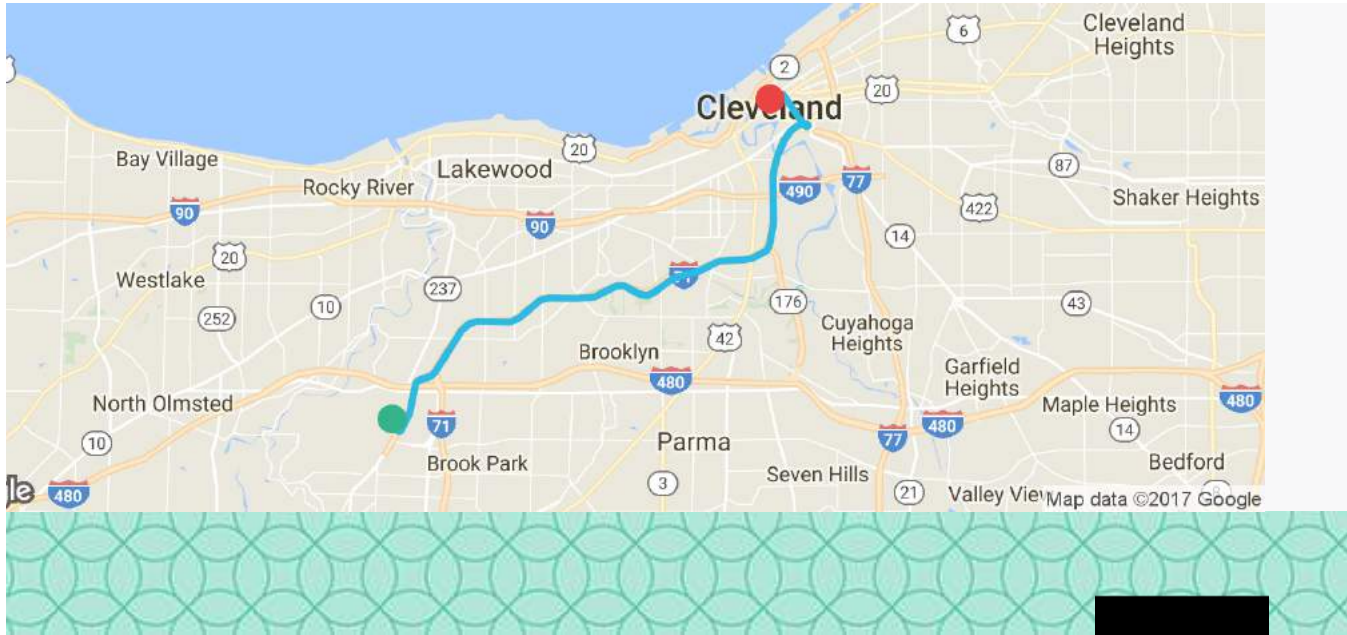 Cleveland
Heights
6
2
20
Cleveland
Bay Village
Lakewood
20
87
Rocky River
490
77
Shaker Heights
90
90
422
14
20
Westlake
71
237
10
176
43
252
Cuyahoga
Heights
42
Brooklyn
Garfield
Heights
480
North Olmsted
Maple Heights
480
71
480
14
10
Parma
77
Brook Park
Bedford
Seven Hills
480
3
21
Valley View
8
Map data ©2017 Google